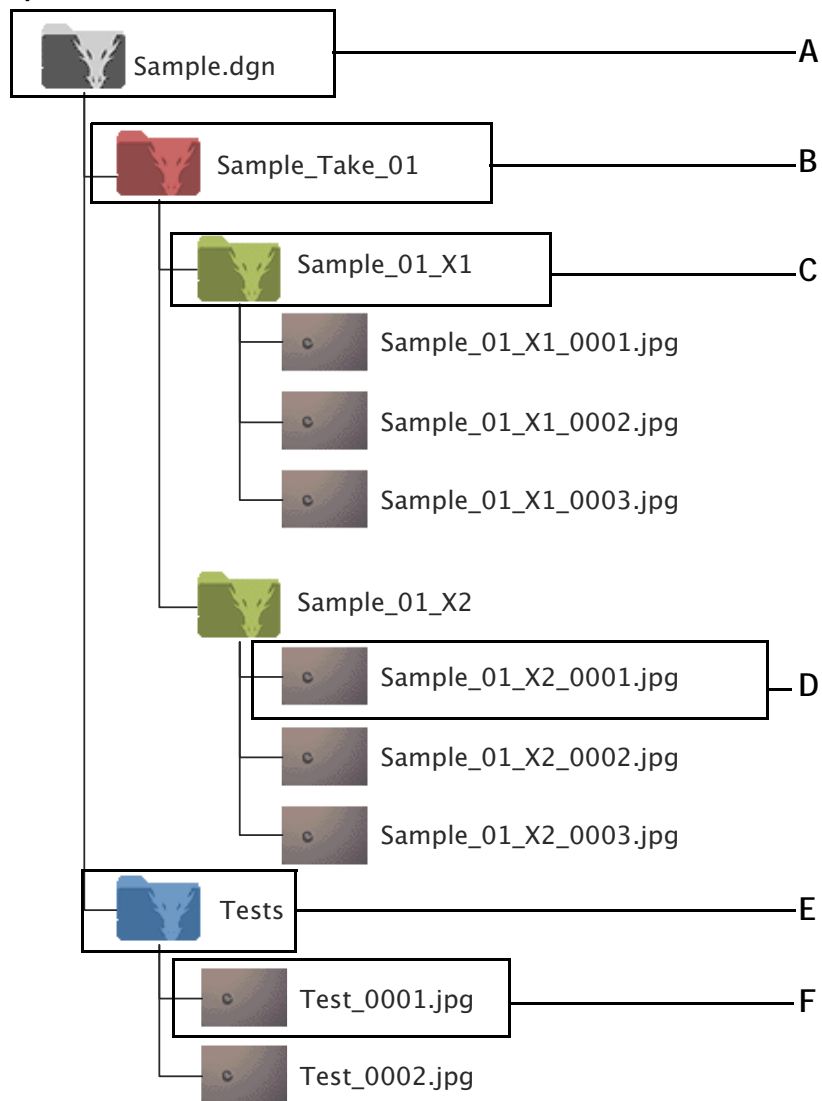 Sample.dgn
A
Sample_Take_01
B
Sample_01_X1
C
Sample_01_X1_0001.jpg
Sample_01_X1_0002.jpg
Sample_01_X1_0003.jpg
Sample_01_X2
Sample_01_X2_0001.jpg
D
Sample_01_X2_0002.jpg
Sample_01_X2_0003.jpg
Tests
E
Test_0001.jpg
F
Test_0002.jpg